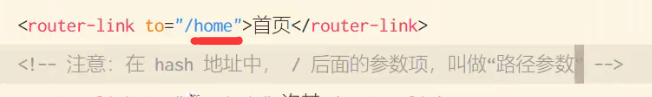 <router-link to="/home">首页</router-link>
<!-- 注意：在 hash 地址中， / 后面的参数项，叫做“路径参数” -->